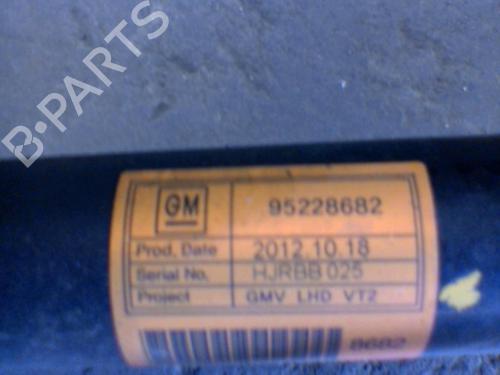 B-PARTS
GM 95228682
Prod. Date 2012.10.18
Serial No. HJRBB 025
Project GMV LHD VT2
8682